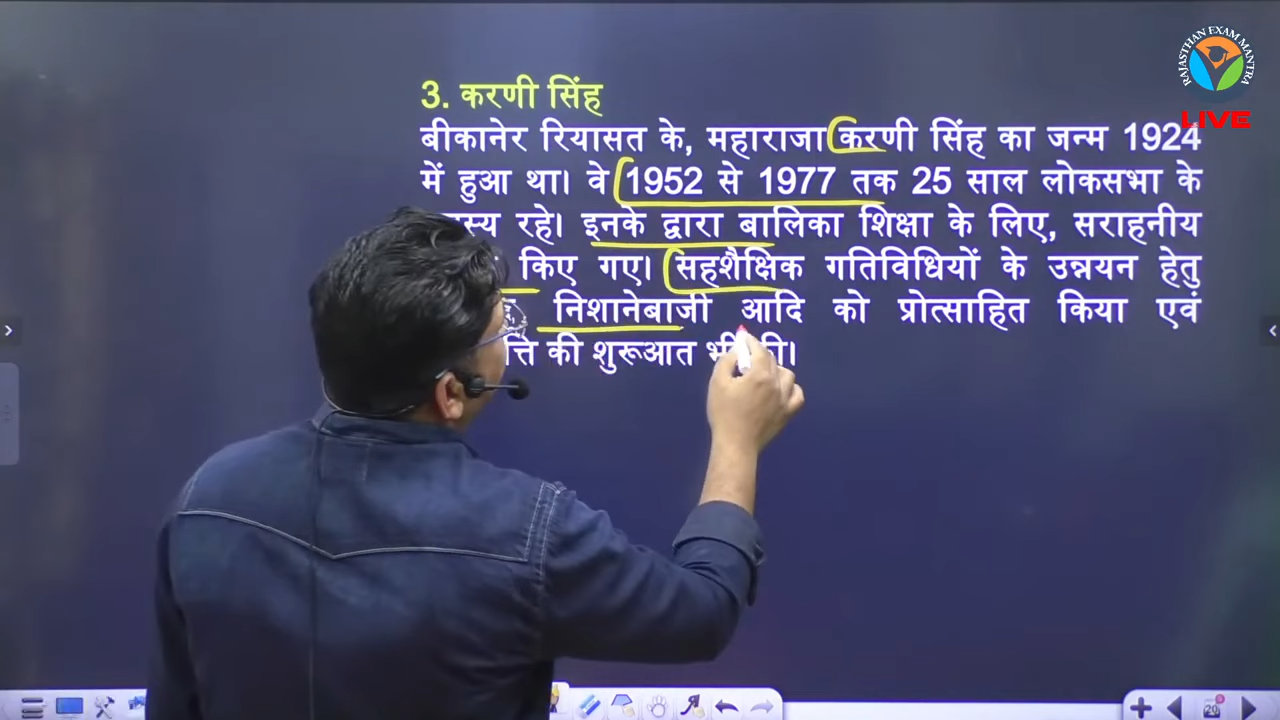 RAJASTHAN EXAM MANTRA
LIVE
3. करणी सिंह
बीकानेर रियासत के, महाराजा करणी सिंह का जन्म 1924
में हुआ था। वे 1952 से 1977 तक 25 साल लोकसभा के
रहे। इनके द्वारा बालिका शिक्षा के लिए, सराहनीय
किए गए। सहशैक्षिक गतिविधियों के उन्नयन हेतु
निशानेबाजी आदि को प्रोत्साहित किया एवं
की शुरूआत
20